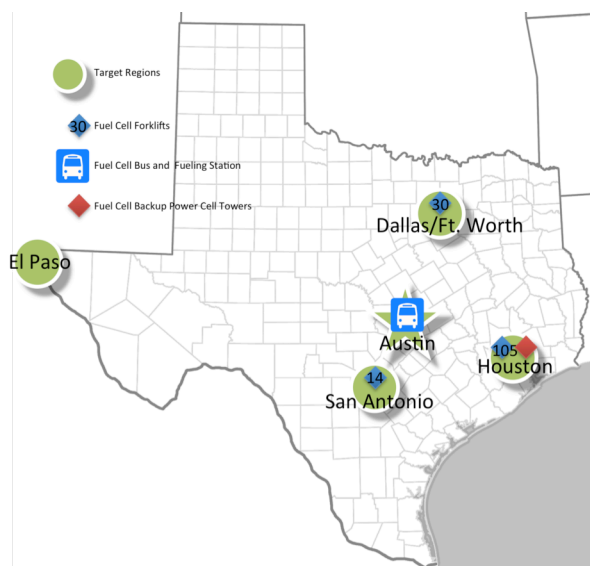 Target Regions
30 Fuel Cell Forklifts
Fuel Cell Bus and Fueling Station
Fuel Cell Backup Power Cell Towers
30
Dallas/Ft. Worth
El Paso
Austin
105
Houston
14
San Antonio